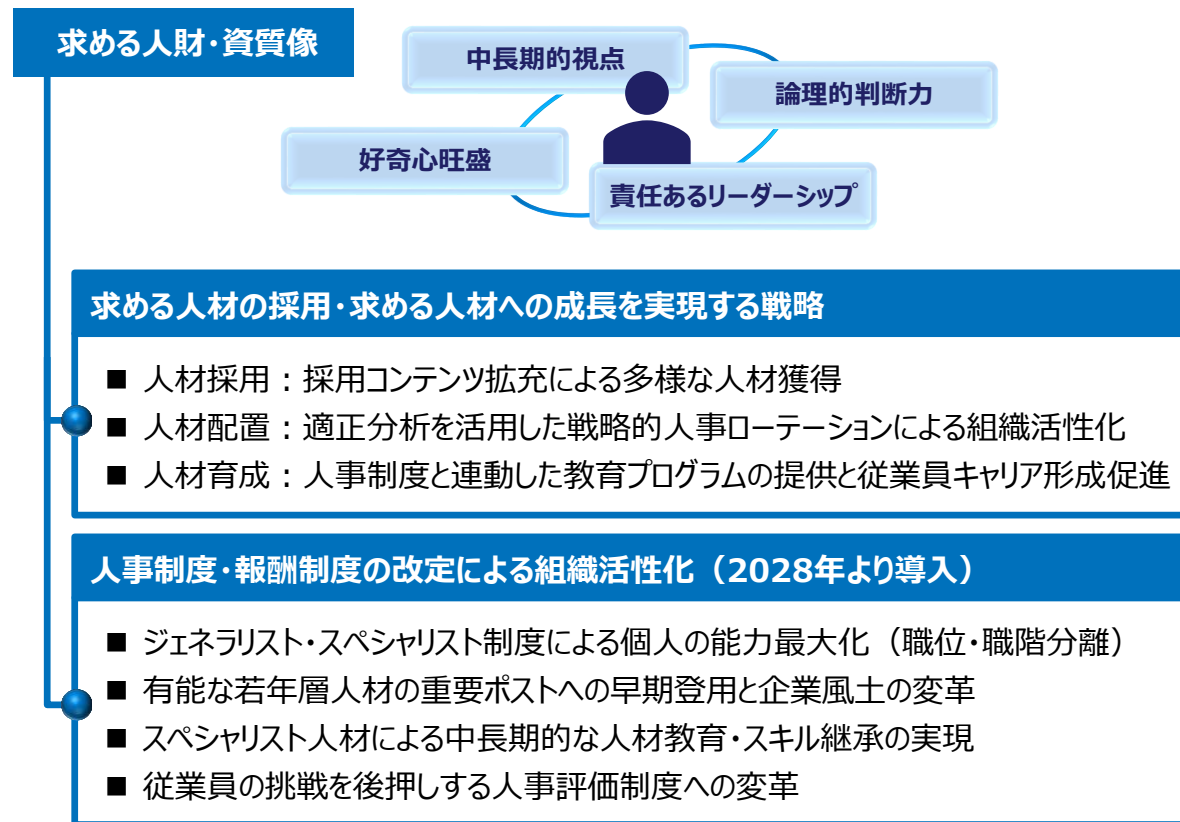 求める人財・資質像
中長期的視点
論理的判断力
好奇心旺盛
責任あるリーダーシップ
求める人材の採用・求める人材への成長を実現する戦略
■ 人材採用：採用コンテンツ拡充による多様な人材獲得
■ 人材配置：適正分析を活用した戦略的人事ローテーションによる組織活性化
■ 人材育成：人事制度と連動した教育プログラムの提供と従業員キャリア形成促進
人事制度・報酬制度の改定による組織活性化（2028年より導入）
■ ジェネラリスト・スペシャリスト制度による個人の能力最大化（職位・職階分離）
■ 有能な若年層人材の重要ポストへの早期登用と企業風土の変革
■ スペシャリスト人材による中長期的な人材教育・スキル継承の実現
■ 従業員の挑戦を後押しする人事評価制度への変革